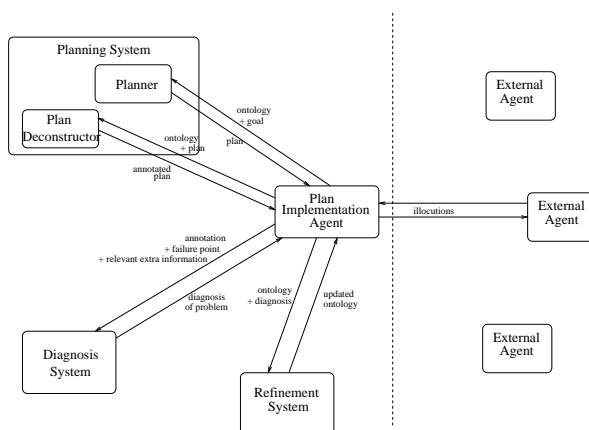 Planning System
Planner
Plan
Deconstructor
ontology
+ goal
plan
ontology
+ plan
annotated
plan
External
Agent
Plan
Implementation
Agent
illocutions
External
Agent
annotation
+ failure point
+ relevant extra information
diagnosis
of problem
ontology
+ diagnosis
updated
ontology
Diagnosis
System
Refinement
System
External
Agent